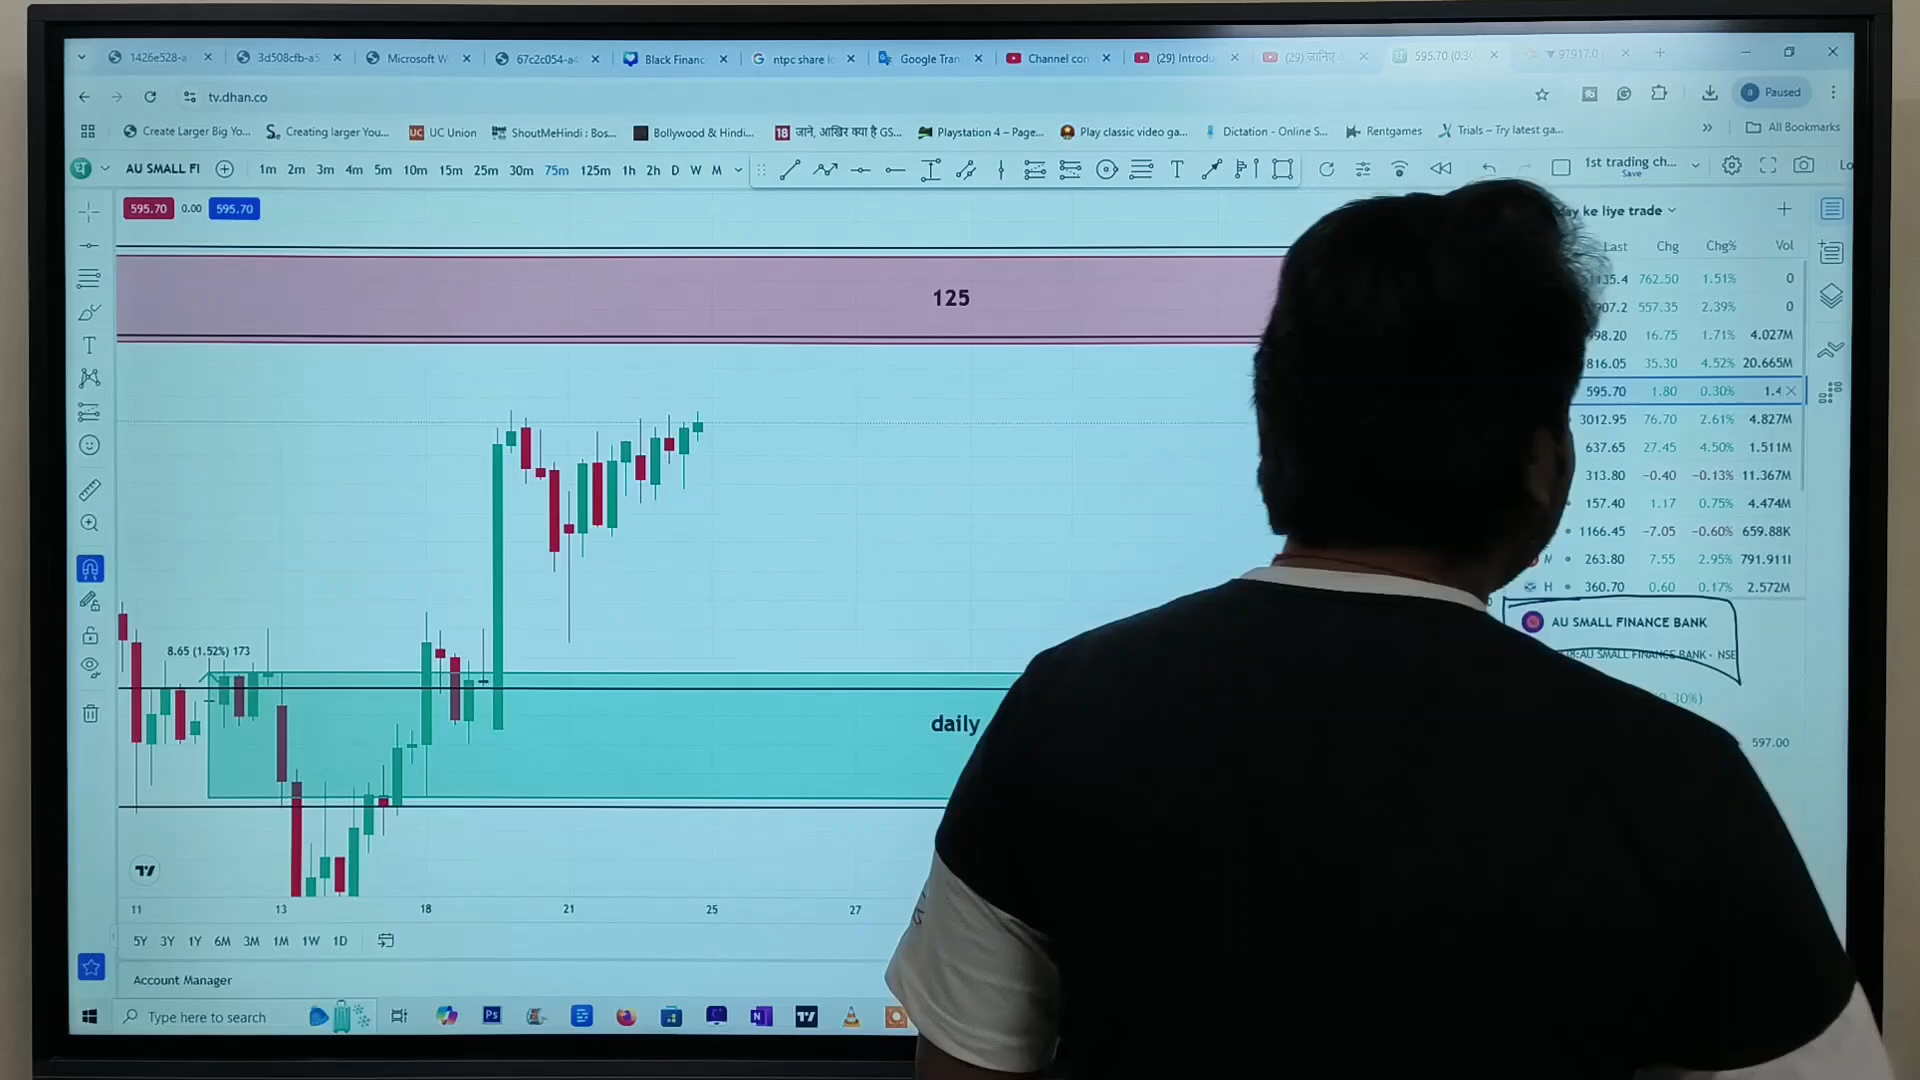 1426e528-a 3d508cfb-a5 Microsoft W 67c2c054-a4 Black Financ ntpc share l Google Tran Channel con (29) Introdu (29) जानिए 595.70 (0.30 97917.0
tv.dhan.co Paused
Create Larger Big Yo... Creating larger You... UC UC Union ShoutMeHindi : Bos... Bollywood & Hindi... 18 जाने, आखिर क्या है GS... Playstation 4 – Page... Play classic video ga... Dictation - Online S... Rentgames Trials – Try latest ga... All Bookmarks
AU SMALL FI 1m 2m 3m 4m 5m 10m 15m 25m 30m 75m 125m 1h 2h D W M 1st trading ch...
Save
595.70 0.00 595.70 ay ke liye trade
Last Chg Chg% Vol
762.50 1.51% 0
907.2 557.35 2.39% 0
125
98.20 16.75 1.71% 4.027M
816.05 35.30 4.52% 20.665M
595.70 1.80 0.30% 1.4
3012.95 76.70 2.61% 4.827M
637.65 27.45 4.50% 1.511M
313.80 -0.40 -0.13% 11.367M
157.40 1.17 0.75% 4.474M
1166.45 -7.05 -0.60% 659.88K
263.80 7.55 2.95%
H 360.70 0.60 0.17% 2.572M
AU SMALL FINANCE BANK
8.65 (1.52%) 173
AU SMALL FINANCE BANK - NSE
0.30%)
daily
597.00
11 13 18 21 25 27
5Y 3Y 1Y 6M 3M 1M 1W 1D
Account Manager
Type here to search